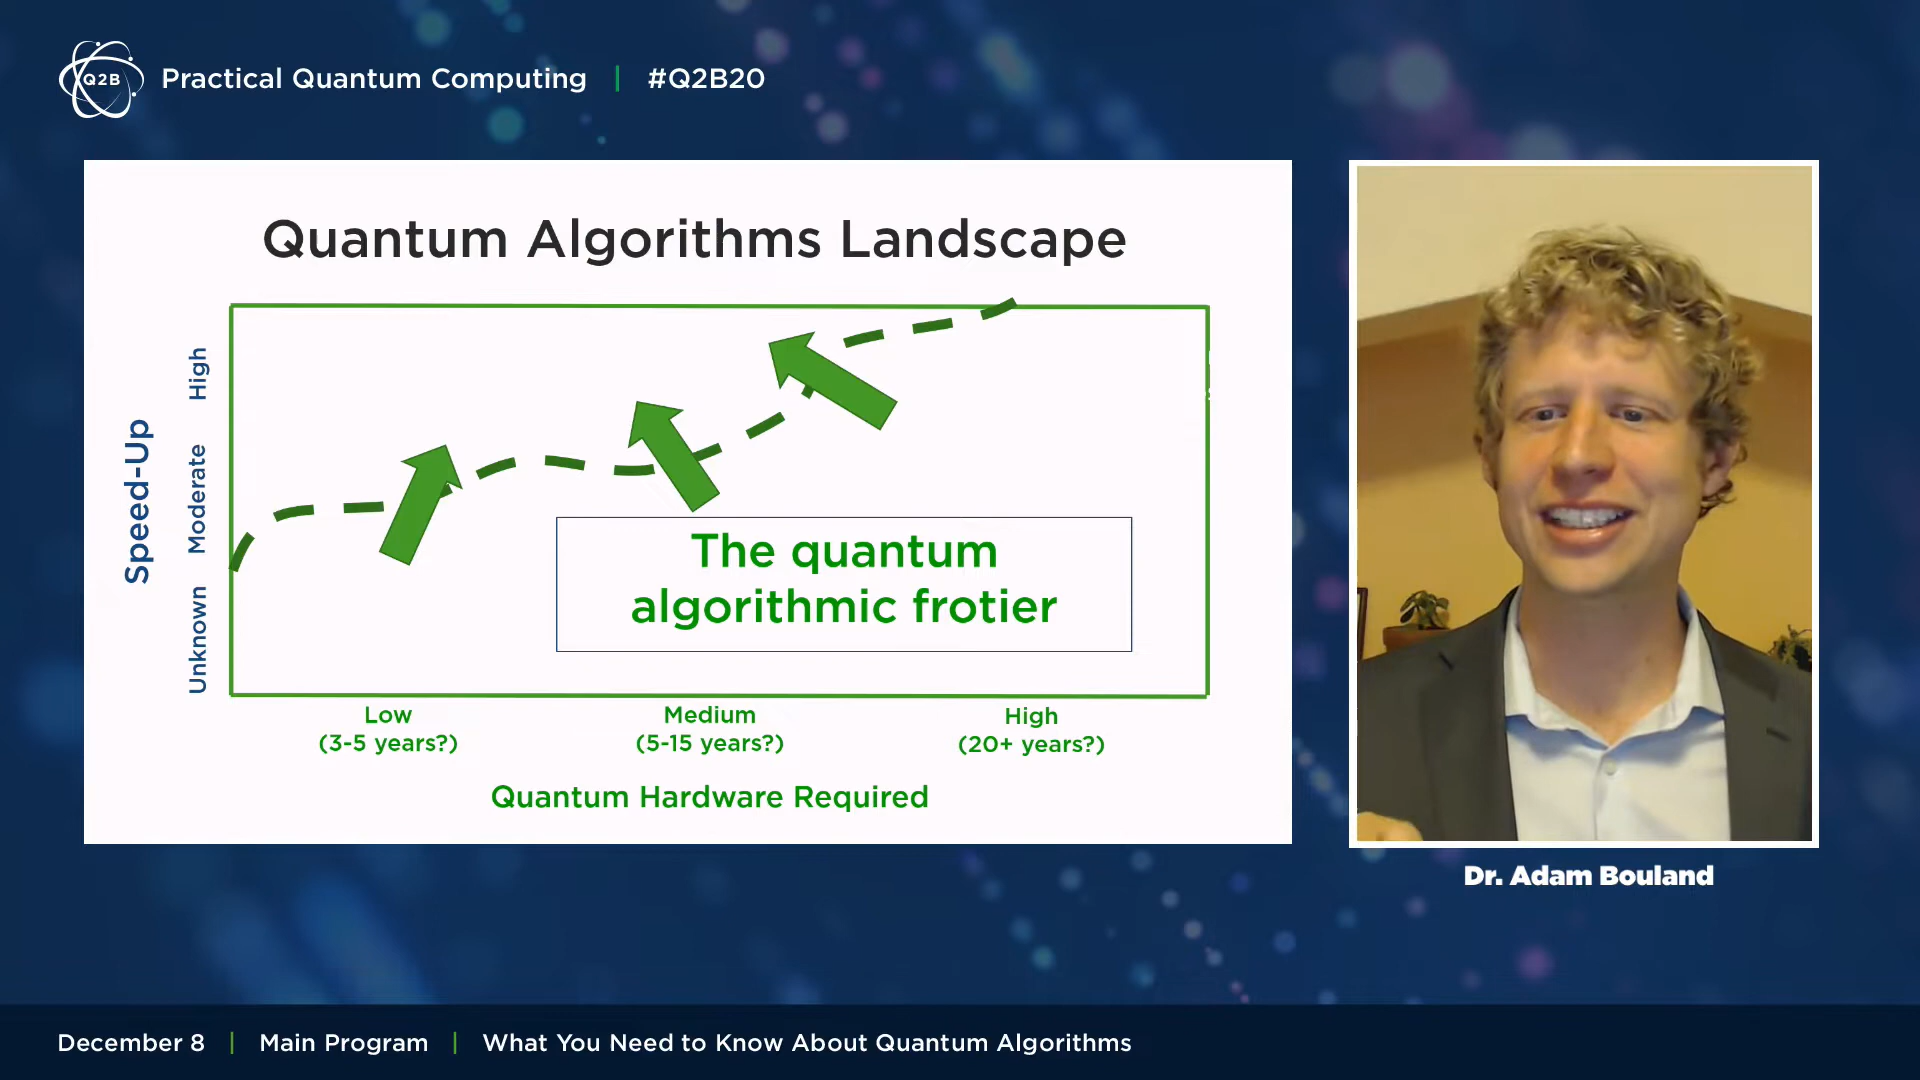 Q2B
Practical Quantum Computing | #Q2B20
Quantum Algorithms Landscape
Speed-Up
High
Moderate
Unknown
The quantum
algorithmic frotier
Low
(3-5 years?)
Medium
(5-15 years?)
High
(20+ years?)
Quantum Hardware Required
Dr. Adam Bouland
December 8 | Main Program | What You Need to Know About Quantum Algorithms